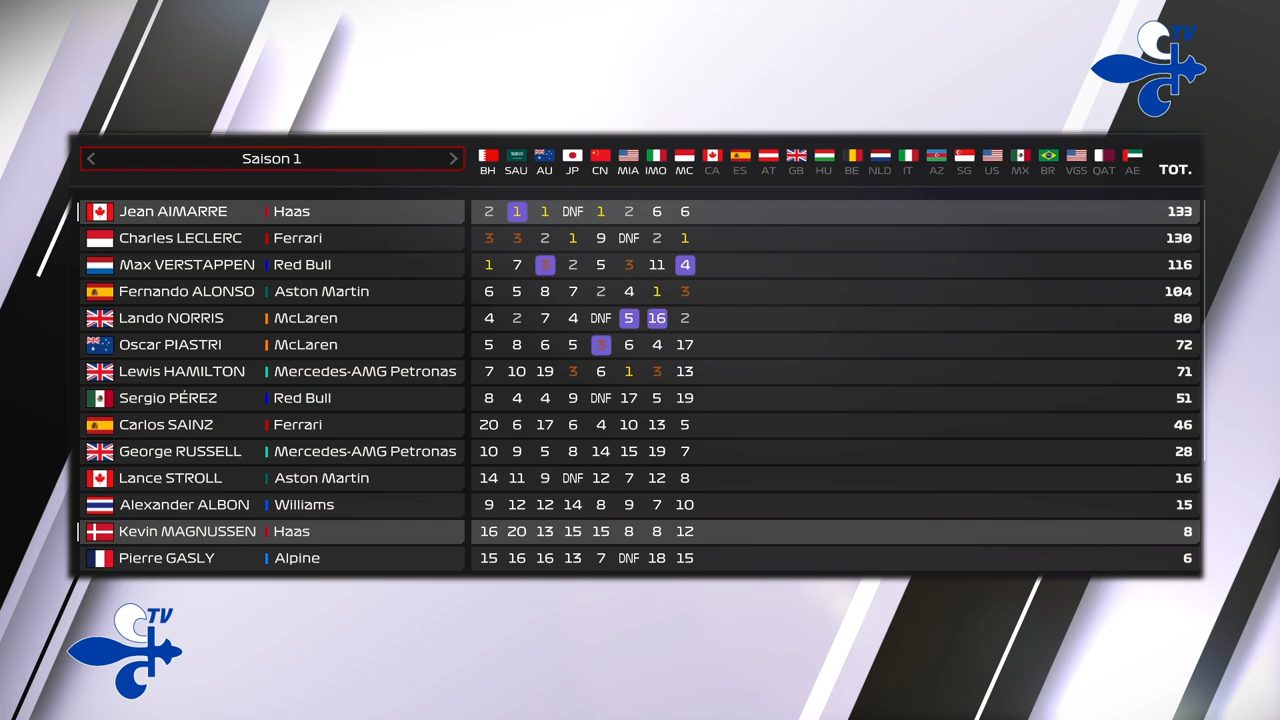 TV
Saison 1
BH SAU AU JP CN MIA IMO MC CA ES AT GB HU BE NLD IT AZ SG US MX BR VGS QAT AE TOT.
Jean AIMARRE Haas 2 1 1 DNF 1 2 6 6 133
Charles LECLERC Ferrari 3 3 2 1 9 DNF 2 1 130
Max VERSTAPPEN Red Bull 1 7 3 2 5 3 11 4 116
Fernando ALONSO Aston Martin 6 5 8 7 2 4 1 3 104
Lando NORRIS McLaren 4 2 7 4 DNF 5 16 2 80
Oscar PIASTRI McLaren 5 8 6 5 3 6 4 17 72
Lewis HAMILTON Mercedes-AMG Petronas 7 10 19 3 6 1 3 13 71
Sergio PÉREZ Red Bull 8 4 4 9 DNF 17 5 19 51
Carlos SAINZ Ferrari 20 6 17 6 4 10 13 5 46
George RUSSELL Mercedes-AMG Petronas 10 9 5 8 14 15 19 7 28
Lance STROLL Aston Martin 14 11 9 DNF 12 7 12 8 16
Alexander ALBON Williams 9 12 12 14 8 9 7 10 15
Kevin MAGNUSSEN Haas 16 20 13 15 15 8 8 12 8
Pierre GASLY Alpine 15 16 16 13 7 DNF 18 15 6
TV